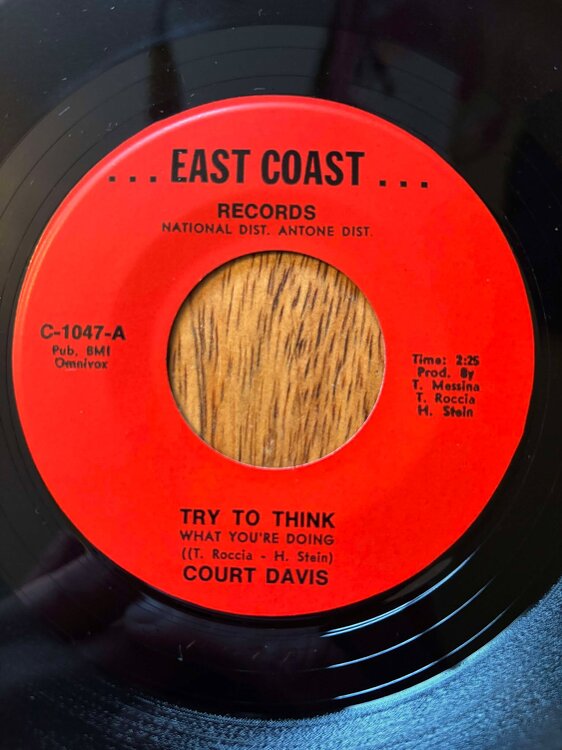 ... EAST COAST ...
RECORDS
NATIONAL DIST. ANTONE DIST.
C-1047-A
Pub. BMI
Omnivox
Time: 2:25
Prod. By
T. Messina
T. Roccia
H. Stein
TRY TO THINK
WHAT YOU'RE DOING
((T. Roccia - H. Stein)
COURT DAVIS